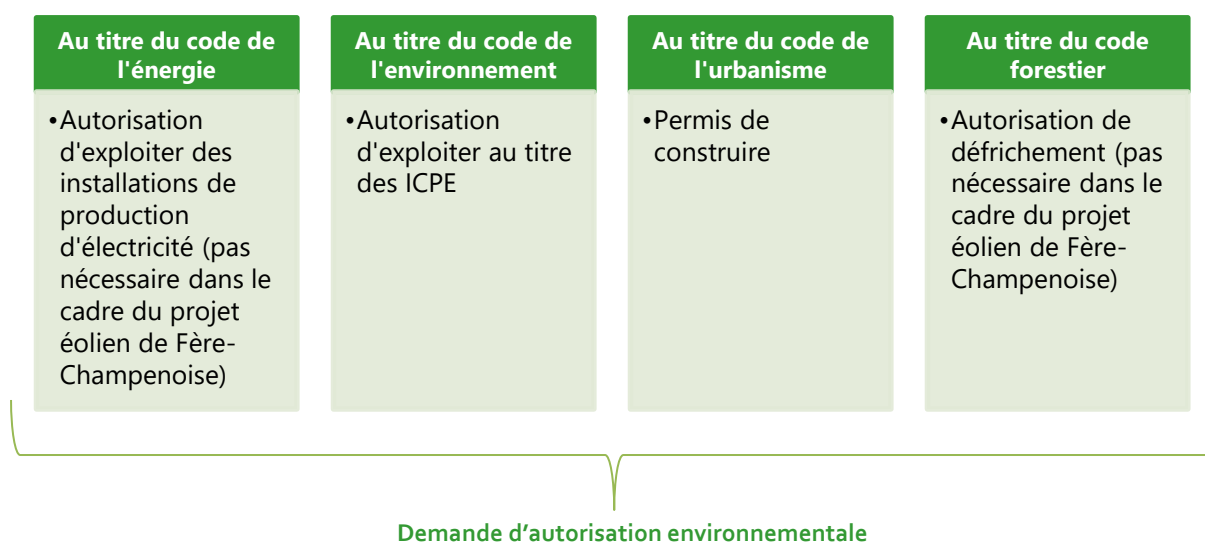 Au titre du code de
l'énergie
•Autorisation
d'exploiter des
installations de
production
d'électricité (pas
nécessaire dans le
cadre du projet
éolien de Fère-
Champenoise)
Au titre du code de
l'environnement
•Autorisation
d'exploiter au titre
des ICPE
Au titre du code de
l'urbanisme
•Permis de
construire
Au titre du code
forestier
•Autorisation de
défrichement (pas
nécessaire dans le
cadre du projet
éolien de Fère-
Champenoise)
Demande d’autorisation environnementale